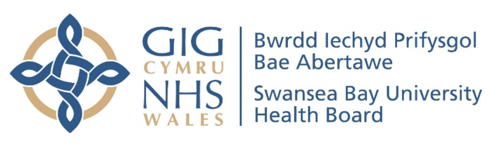 GIG
CYMRU
NHS
WALES
Bwrdd Iechyd Prifysgol
Bae Abertawe
Swansea Bay University
Health Board